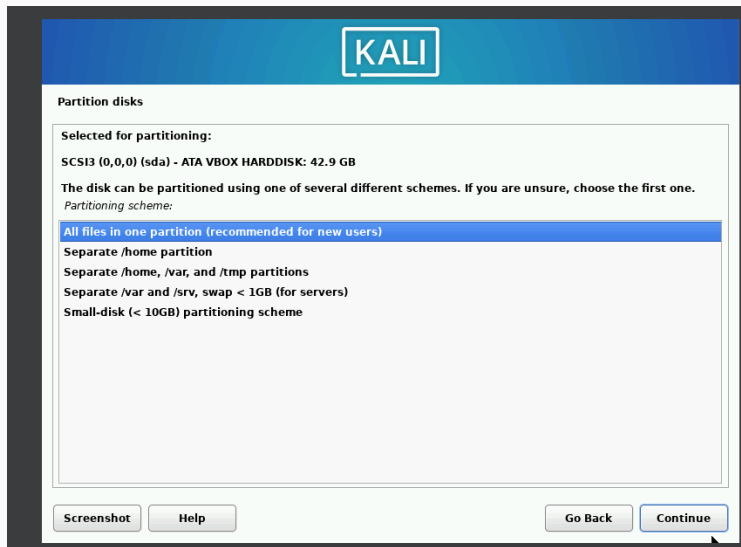 KALI
Partition disks
Selected for partitioning:
SCSI3 (0,0,0) (sda) - ATA VBOX HARDDISK: 42.9 GB
The disk can be partitioned using one of several different schemes. If you are unsure, choose the first one.
Partitioning scheme:
All files in one partition (recommended for new users)
Separate /home partition
Separate /home, /var, and /tmp partitions
Separate /var and /srv, swap < 1GB (for servers)
Small-disk (< 10GB) partitioning scheme
Screenshot Help Go Back Continue